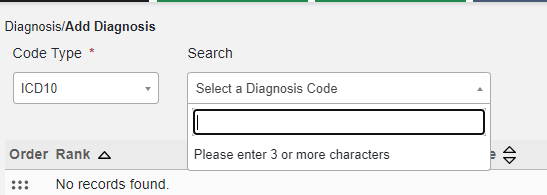 Diagnosis/Add Diagnosis
Code Type * Search
ICD10 Select a Diagnosis Code
Please enter 3 or more characters
Order Rank
No records found.